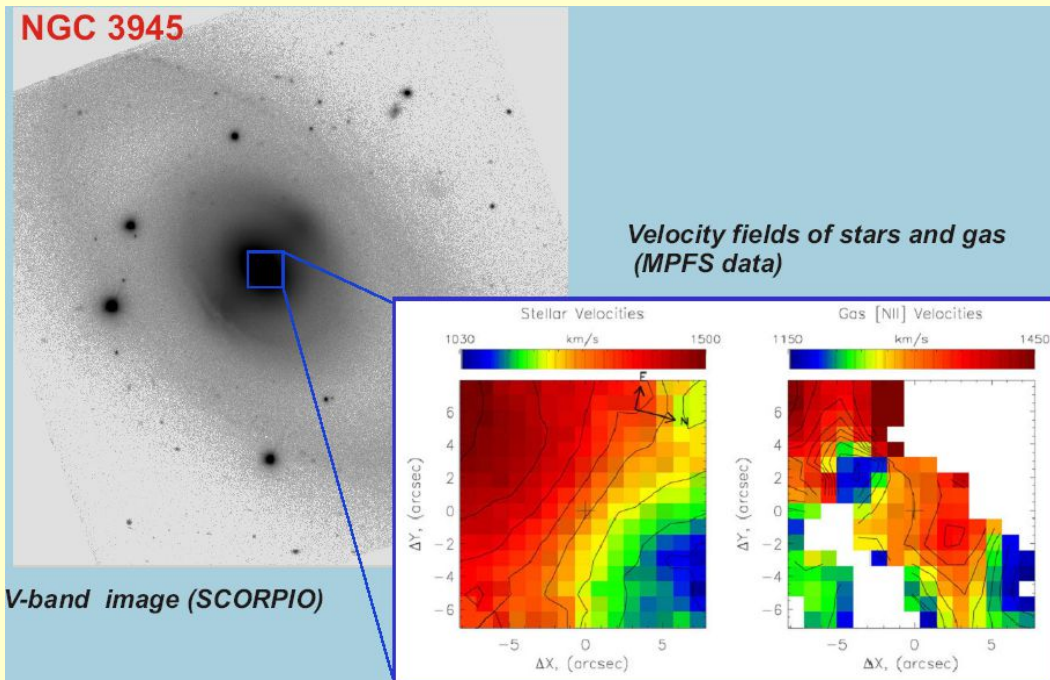 NGC 3945
Velocity fields of stars and gas
(MPFS data)
V-band image (SCORPIO)
Stellar Velocities
1030 km/s 1500
E
N
6
4
2
0
−2
−4
−6
ΔY, (arcsec)
−5 0 5
ΔX, (arcsec)
Gas [NII] Velocities
1150 km/s 1450
6
4
2
0
−2
−4
−6
ΔY, (arcsec)
−5 0 5
ΔX, (arcsec)